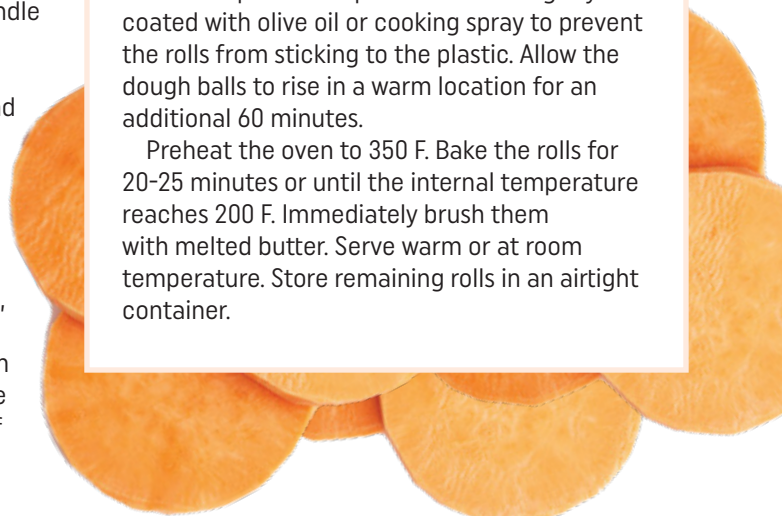 coated with olive oil or cooking spray to prevent
the rolls from sticking to the plastic. Allow the
dough balls to rise in a warm location for an
additional 60 minutes.
Preheat the oven to 350 F. Bake the rolls for
20-25 minutes or until the internal temperature
reaches 200 F. Immediately brush them
with melted butter. Serve warm or at room
temperature. Store remaining rolls in an airtight
container.